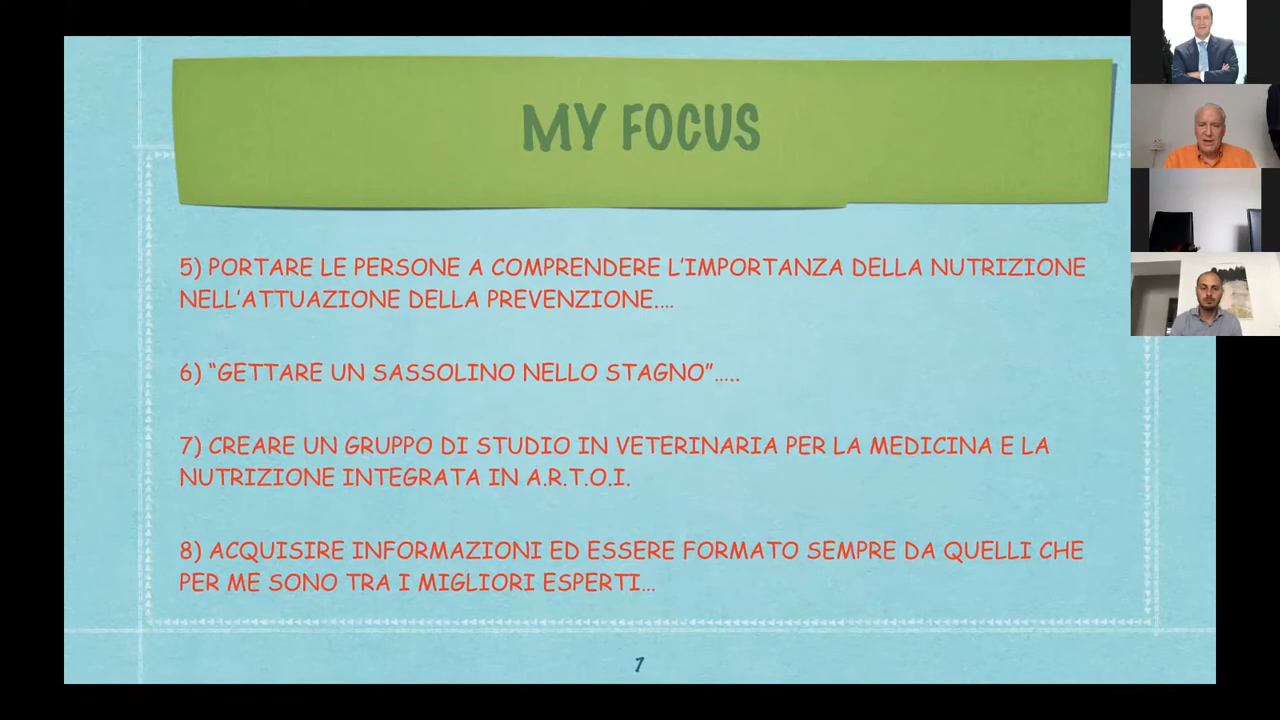 MY FOCUS
5) PORTARE LE PERSONE A COMPRENDERE L’IMPORTANZA DELLA NUTRIZIONE
NELL’ATTUAZIONE DELLA PREVENZIONE....
6) “GETTARE UN SASSOLINO NELLO STAGNO”.....
7) CREARE UN GRUPPO DI STUDIO IN VETERINARIA PER LA MEDICINA E LA
NUTRIZIONE INTEGRATA IN A.R.T.O.I.
8) ACQUISIRE INFORMAZIONI ED ESSERE FORMATO SEMPRE DA QUELLI CHE
PER ME SONO TRA I MIGLIORI ESPERTI...
7